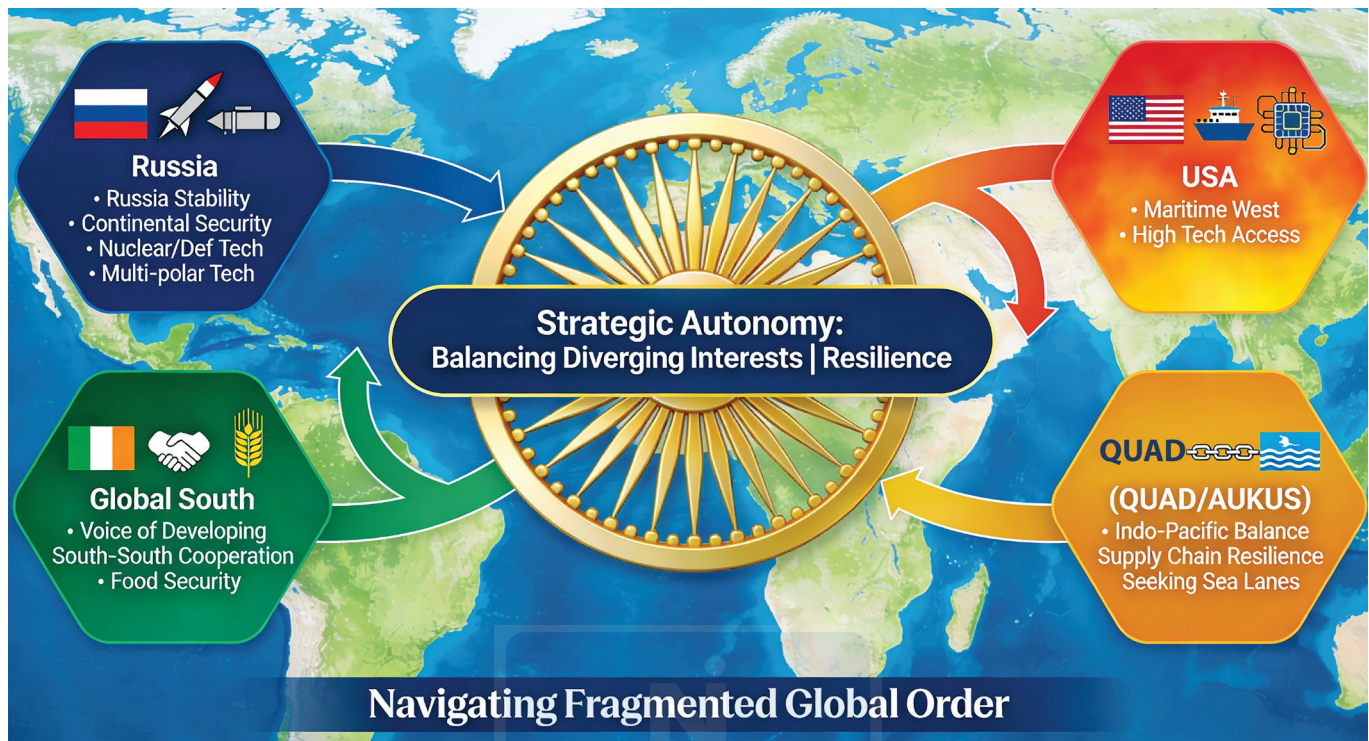 Russia
• Russia Stability
• Continental Security
• Nuclear/Def Tech
• Multi-polar Tech
USA
• Maritime West
• High Tech Access
Strategic Autonomy:
Balancing Diverging Interests | Resilience
Global South
• Voice of Developing
South-South Cooperation
• Food Security
QUAD
(QUAD/AUKUS)
• Indo-Pacific Balance
Supply Chain Resilience
Seeking Sea Lanes
Navigating Fragmented Global Order